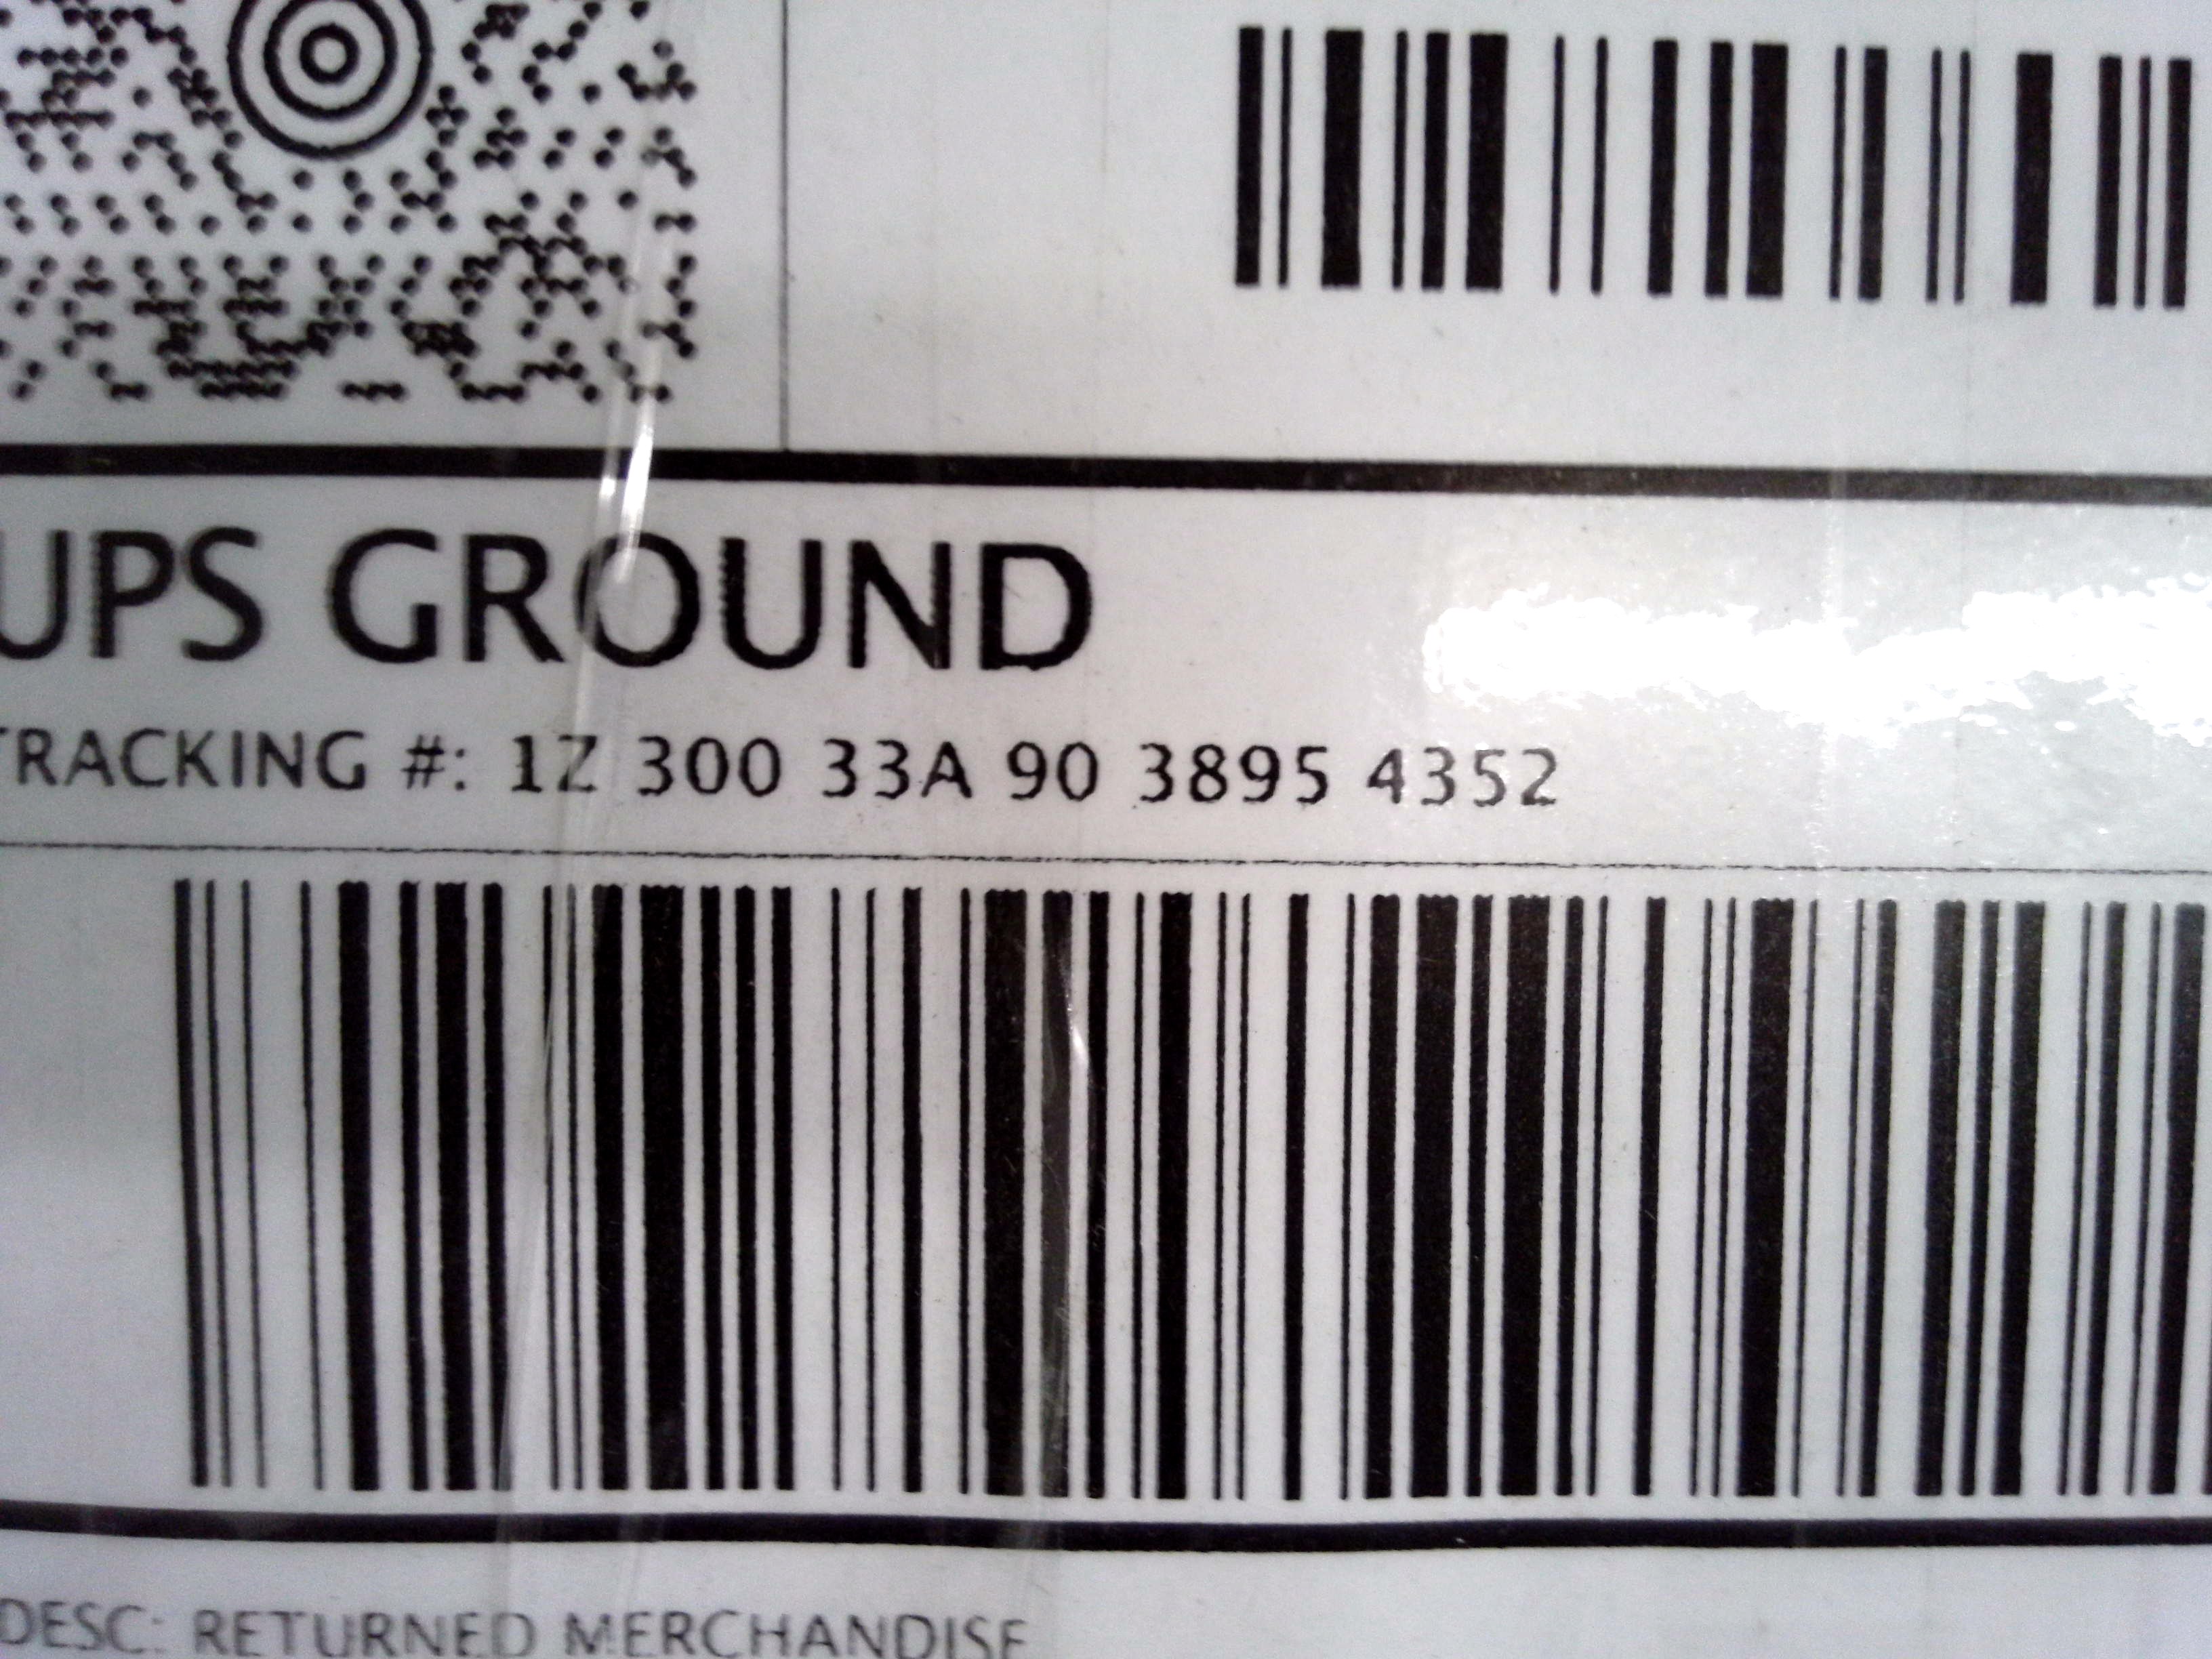 UPS GROUND
TRACKING #: 1Z 300 33A 90 3895 4352
DESC: RETURNED MERCHANDISE